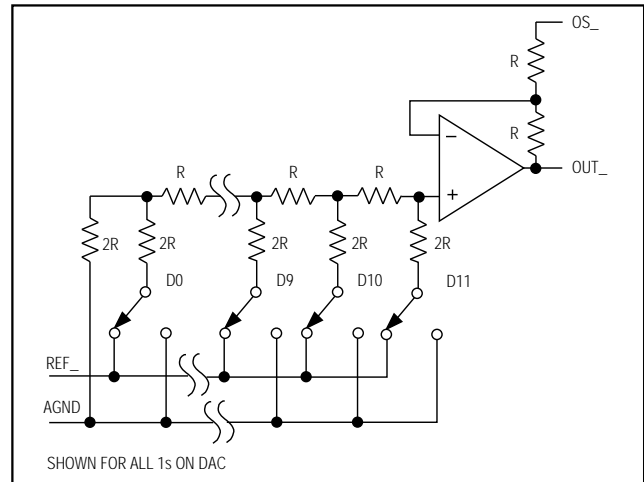 OS_
R
R
OUT_
−
+
R
R
R
2R
2R
2R
2R
2R
D0
D9
D10
D11
REF_
AGND
SHOWN FOR ALL 1s ON DAC